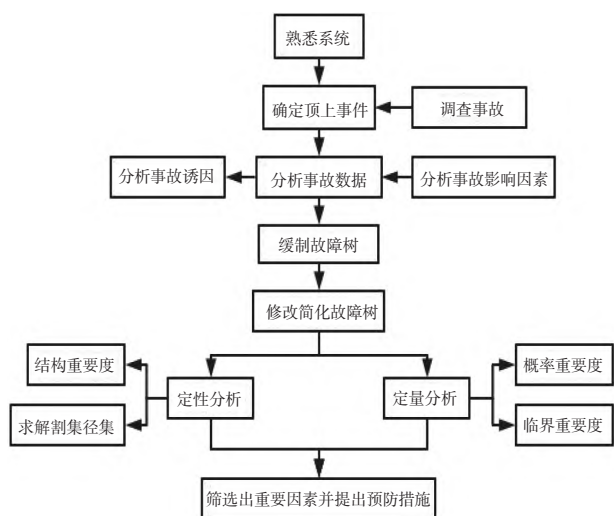 熟悉系统
确定顶上事件
调查事故
分析事故诱因
分析事故数据
分析事故影响因素
缓制故障树
修改简化故障树
结构重要度
概率重要度
定性分析
定量分析
求解割集径集
临界重要度
筛选出重要因素并提出预防措施